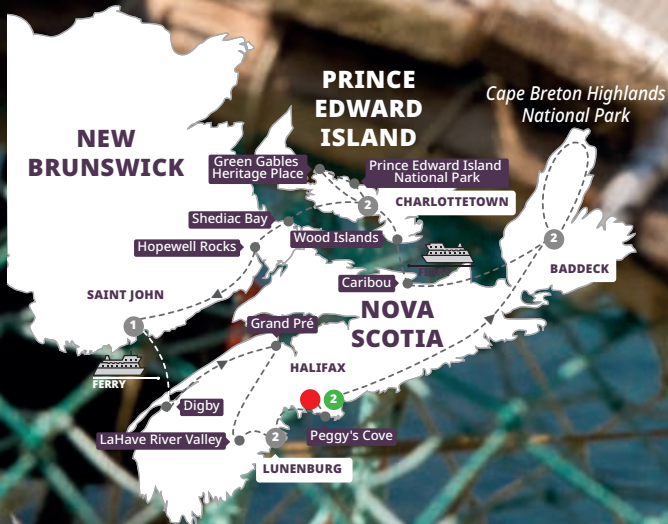 PRINCE
EDWARD
ISLAND
Cape Breton Highlands
National Park
NEW
BRUNSWICK
Green Gables
Heritage Place
Prince Edward Island
National Park
2
CHARLOTTETOWN
Shediac Bay
Wood Islands
Hopewell Rocks
2
FERRY
BADDECK
Caribou
SAINT JOHN
NOVA
SCOTIA
1
Grand Pré
HALIFAX
FERRY
2
Digby
Peggy's Cove
LaHave River Valley
2
LUNENBURG